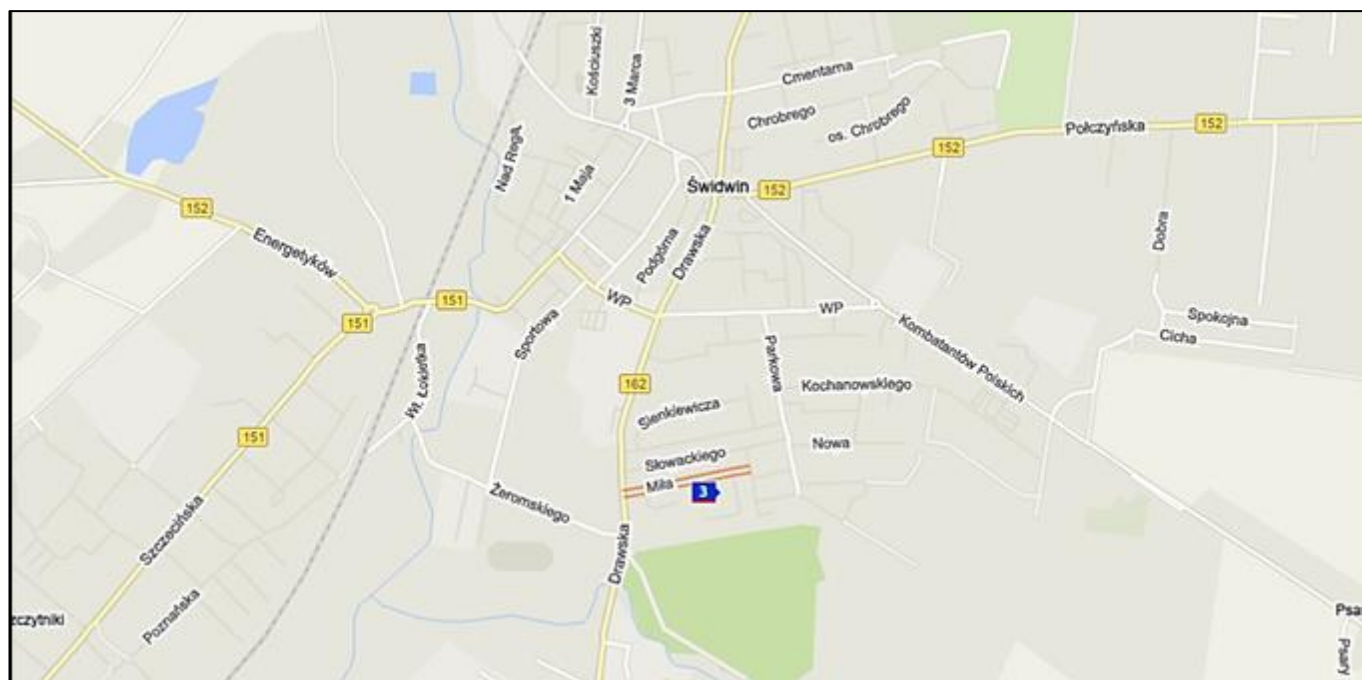 Kościuszki
3 Marca
Cmentarna
Chrobrego
os. Chrobrego
Połczyńska
152
152
Nad Regą
1 Maja
Świdwin
152
152
Energetyków
Podgórna
Drawska
Dobra
151
151
WP
WP
Sportowa
Kombatantów Polskich
Spokojna
Cicha
Wł. Łokietka
162
Parkowa
Kochanowskiego
Sienkiewicza
151
Nowa
Słowackiego
Miła
3
Żeromskiego
Szczecińska
Drawska
Poznańska
zczytniki
Psa
Psary